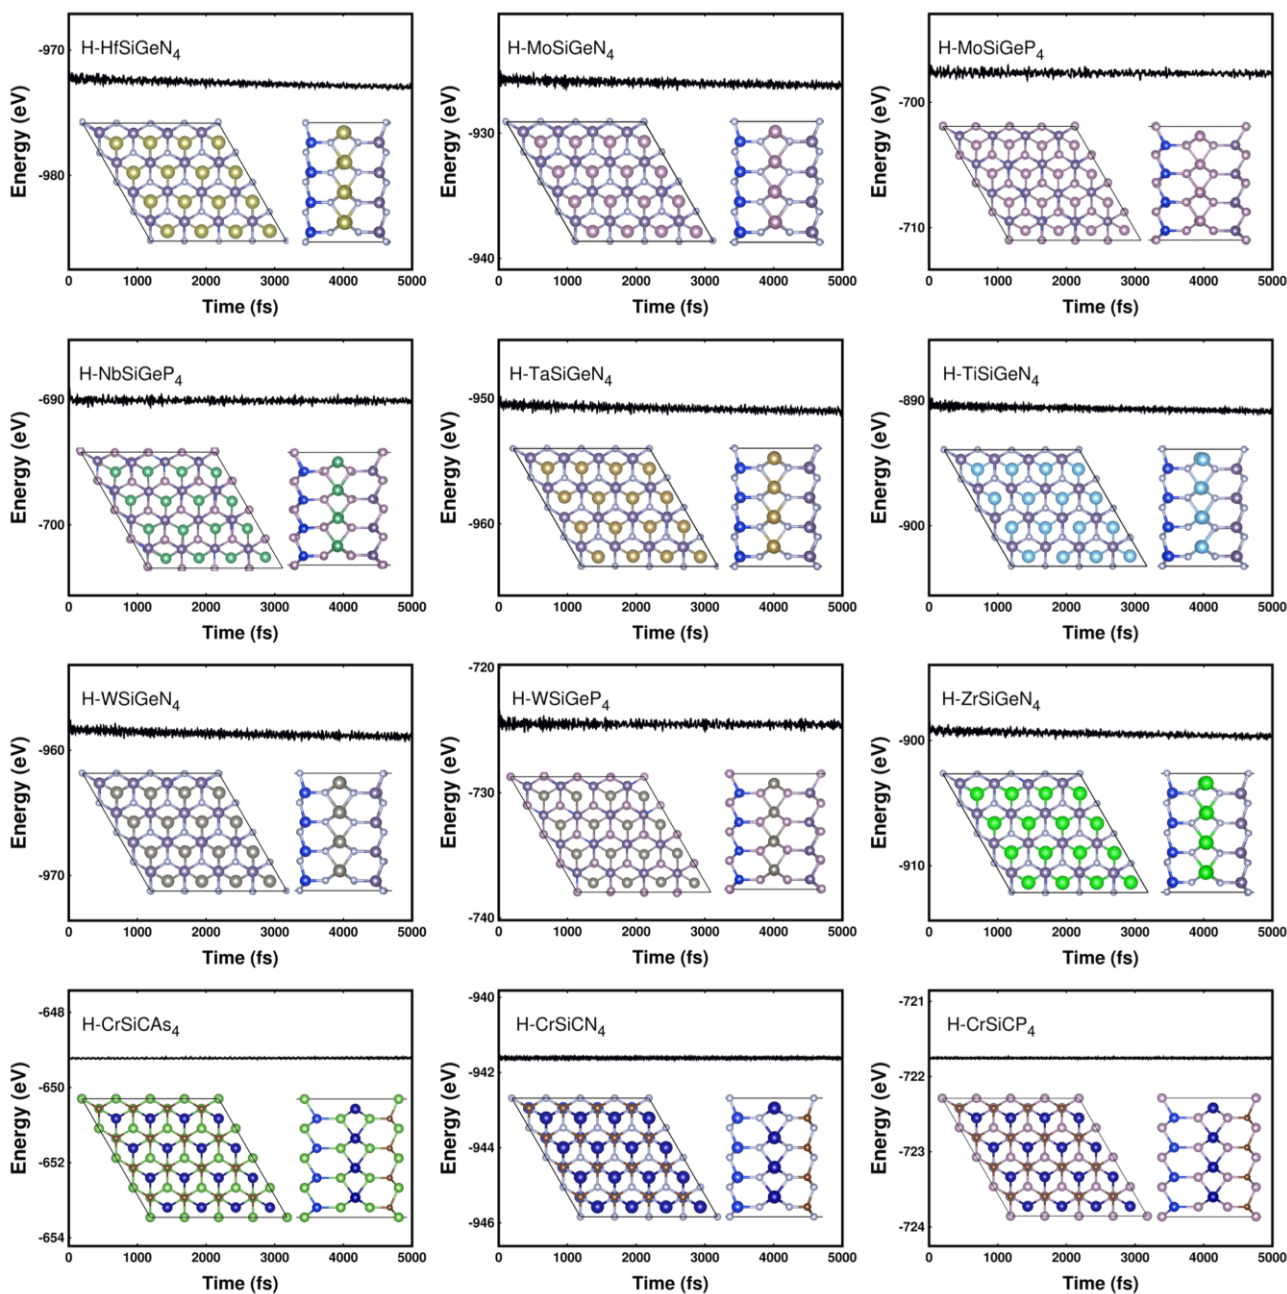 H-HfSiGeN4
-970
-980
Energy (eV)
0 1000 2000 3000 4000 5000
Time (fs)
H-MoSiGeN4
-930
-940
Energy (eV)
0 1000 2000 3000 4000 5000
Time (fs)
H-MoSiGeP4
-700
-710
Energy (eV)
0 1000 2000 3000 4000 5000
Time (fs)
H-NbSiGeP4
-690
-700
Energy (eV)
0 1000 2000 3000 4000 5000
Time (fs)
H-TaSiGeN4
-950
-960
Energy (eV)
0 1000 2000 3000 4000 5000
Time (fs)
H-TiSiGeN4
-890
-900
Energy (eV)
0 1000 2000 3000 4000 5000
Time (fs)
H-WSiGeN4
-960
-970
Energy (eV)
0 1000 2000 3000 4000 5000
Time (fs)
-720
H-WSiGeP4
-730
-740
Energy (eV)
0 1000 2000 3000 4000 5000
Time (fs)
H-ZrSiGeN4
-900
-910
Energy (eV)
0 1000 2000 3000 4000 5000
Time (fs)
-648
H-CrSiCAs4
-650
-652
-654
Energy (eV)
0 1000 2000 3000 4000 5000
Time (fs)
-940
H-CrSiCN4
-942
-944
-946
Energy (eV)
0 1000 2000 3000 4000 5000
Time (fs)
-721
H-CrSiCP4
-722
-723
-724
Energy (eV)
0 1000 2000 3000 4000 5000
Time (fs)